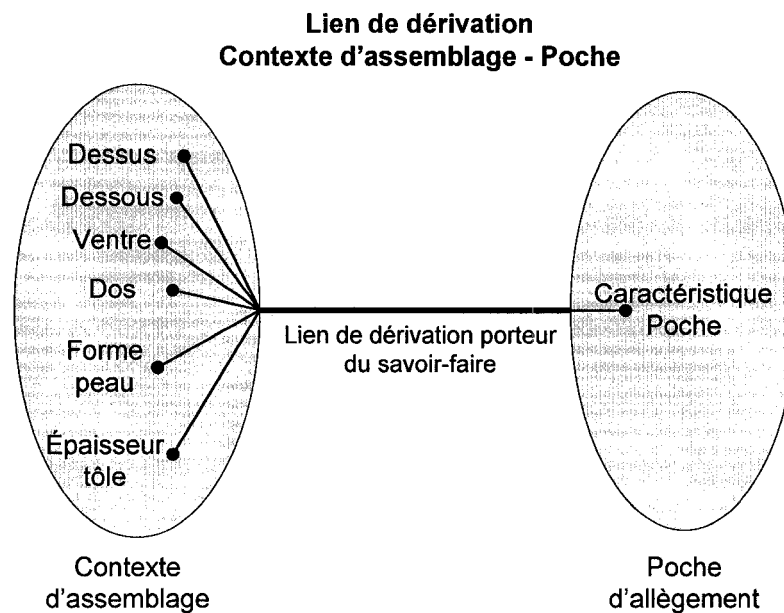 Lien de dérivation
Contexte d'assemblage - Poche
Dessus
Dessous
Ventre
Dos
Forme
peau
Épaisseur
tôle
Lien de dérivation porteur
du savoir-faire
Caractéristique
Poche
Contexte
d'assemblage
Poche
d'allègement